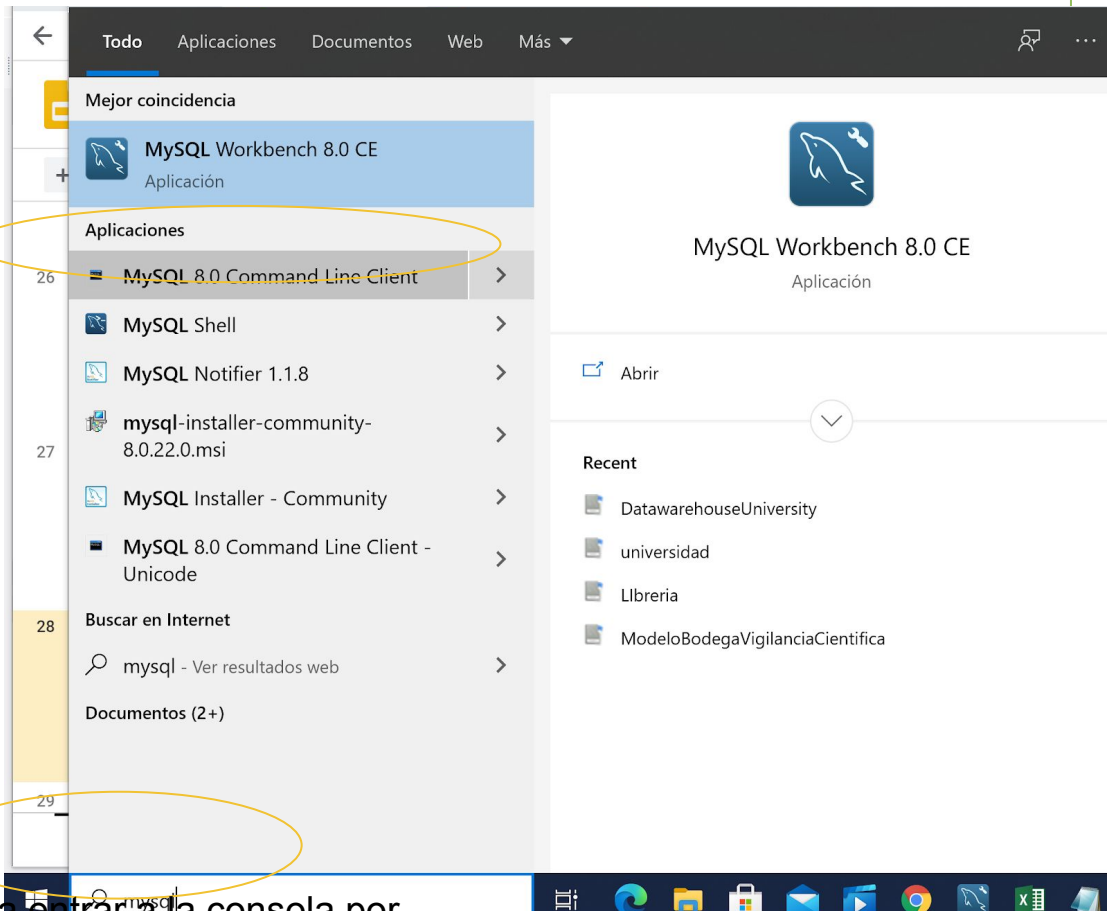 Todo Aplicaciones Documentos Web Más
Mejor coincidencia
MySQL Workbench 8.0 CE
Aplicación
Aplicaciones
MySQL 8.0 Command Line Client
MySQL Shell
MySQL Notifier 1.1.8
mysql-installer-community-
8.0.22.0.msi
MySQL Installer - Community
MySQL 8.0 Command Line Client -
Unicode
Buscar en Internet
mysql - Ver resultados web
Documentos (2+)
26
27
28
29
MySQL Workbench 8.0 CE
Aplicación
Abrir
Recent
DatawarehouseUniversity
universidad
LIbreria
ModeloBodegaVigilanciaCientifica
mysql
a entrar a la consola por